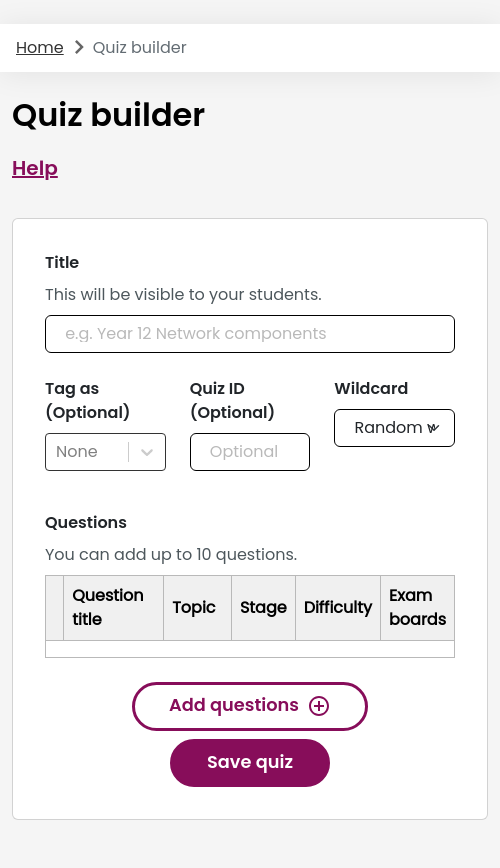 Home > Quiz builder
Quiz builder
Help
Title
This will be visible to your students.
e.g. Year 12 Network components
Tag as
(Optional)
None
Quiz ID
(Optional)
Optional
Wildcard
Random
Questions
You can add up to 10 questions.
Question
title
Topic
Stage
Difficulty
Exam
boards
Add questions
Save quiz